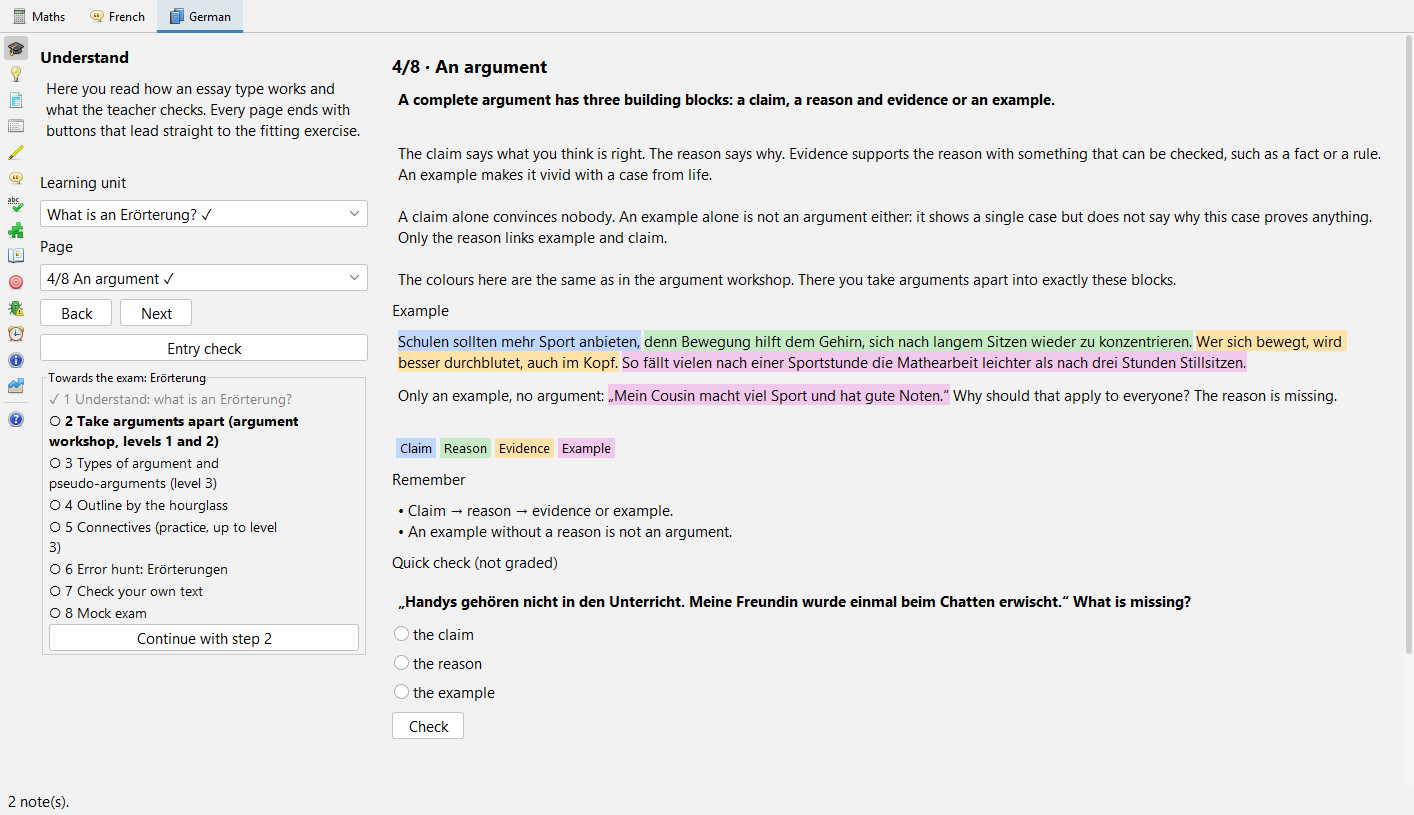 Maths French German
Understand
Here you read how an essay type works and
what the teacher checks. Every page ends with
buttons that lead straight to the fitting exercise.
Learning unit
What is an Erörterung? ✓
Page
4/8 An argument ✓
Back Next
Entry check
Towards the exam: Erörterung
✓ 1 Understand: what is an Erörterung?
○ 2 Take arguments apart (argument
workshop, levels 1 and 2)
○ 3 Types of argument and
pseudo-arguments (level 3)
○ 4 Outline by the hourglass
○ 5 Connectives (practice, up to level
3)
○ 6 Error hunt: Erörterungen
○ 7 Check your own text
○ 8 Mock exam
Continue with step 2
4/8 · An argument
A complete argument has three building blocks: a claim, a reason and evidence or an example.
The claim says what you think is right. The reason says why. Evidence supports the reason with something that can be checked, such as a fact or a rule.
An example makes it vivid with a case from life.
A claim alone convinces nobody. An example alone is not an argument either: it shows a single case but does not say why this case proves anything.
Only the reason links example and claim.
The colours here are the same as in the argument workshop. There you take arguments apart into exactly these blocks.
Example
Schulen sollten mehr Sport anbieten, denn Bewegung hilft dem Gehirn, sich nach langem Sitzen wieder zu konzentrieren. Wer sich bewegt, wird
besser durchblutet, auch im Kopf. So fällt vielen nach einer Sportstunde die Mathearbeit leichter als nach drei Stunden Stillsitzen.
Only an example, no argument: „Mein Cousin macht viel Sport und hat gute Noten.“ Why should that apply to everyone? The reason is missing.
Claim Reason Evidence Example
Remember
• Claim → reason → evidence or example.
• An example without a reason is not an argument.
Quick check (not graded)
„Handys gehören nicht in den Unterricht. Meine Freundin wurde einmal beim Chatten erwischt.“ What is missing?
the claim
the reason
the example
Check
2 note(s).